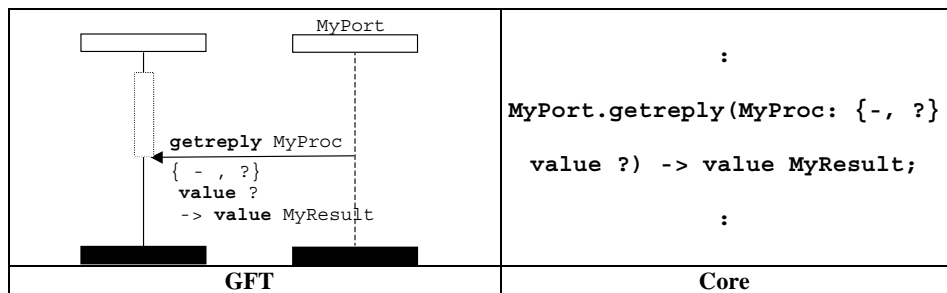 MyPort
getreply MyProc
{ - , ?}
value ?
-> value MyResult
:
MyPort.getreply(MyProc: {-, ?}
value ?) -> value MyResult;
:
GFT
Core